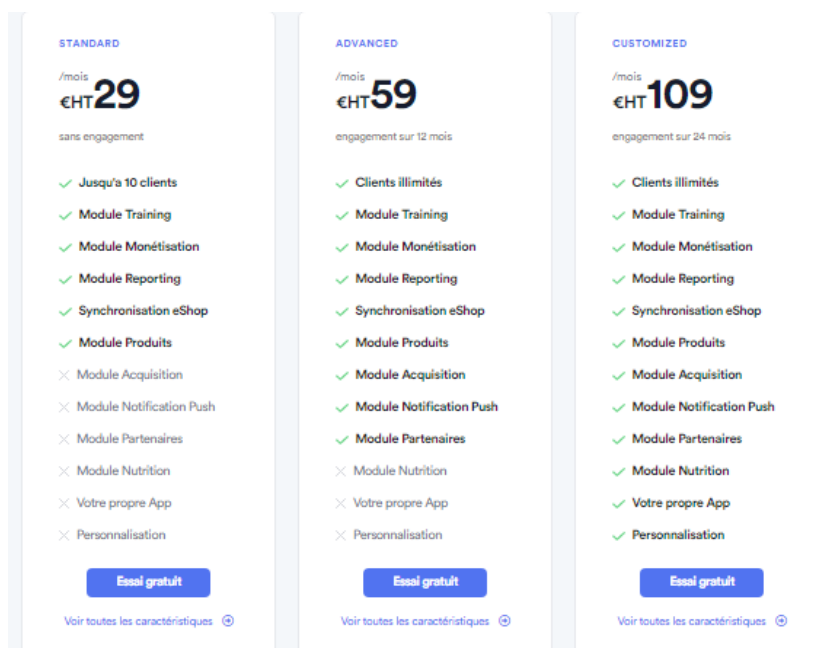 STANDARD
/mois
€HT29
sans engagement
Jusqu'a 10 clients
Module Training
Module Monétisation
Module Reporting
Synchronisation eShop
Module Produits
Module Acquisition
Module Notification Push
Module Partenaires
Module Nutrition
Votre propre App
Personnalisation
Essai gratuit
Voir toutes les caractéristiques
ADVANCED
/mois
€HT59
engagement sur 12 mois
Clients illimités
Module Training
Module Monétisation
Module Reporting
Synchronisation eShop
Module Produits
Module Acquisition
Module Notification Push
Module Partenaires
Module Nutrition
Votre propre App
Personnalisation
Essai gratuit
Voir toutes les caractéristiques
CUSTOMIZED
/mois
€HT109
engagement sur 24 mois
Clients illimités
Module Training
Module Monétisation
Module Reporting
Synchronisation eShop
Module Produits
Module Acquisition
Module Notification Push
Module Partenaires
Module Nutrition
Votre propre App
Personnalisation
Essai gratuit
Voir toutes les caractéristiques